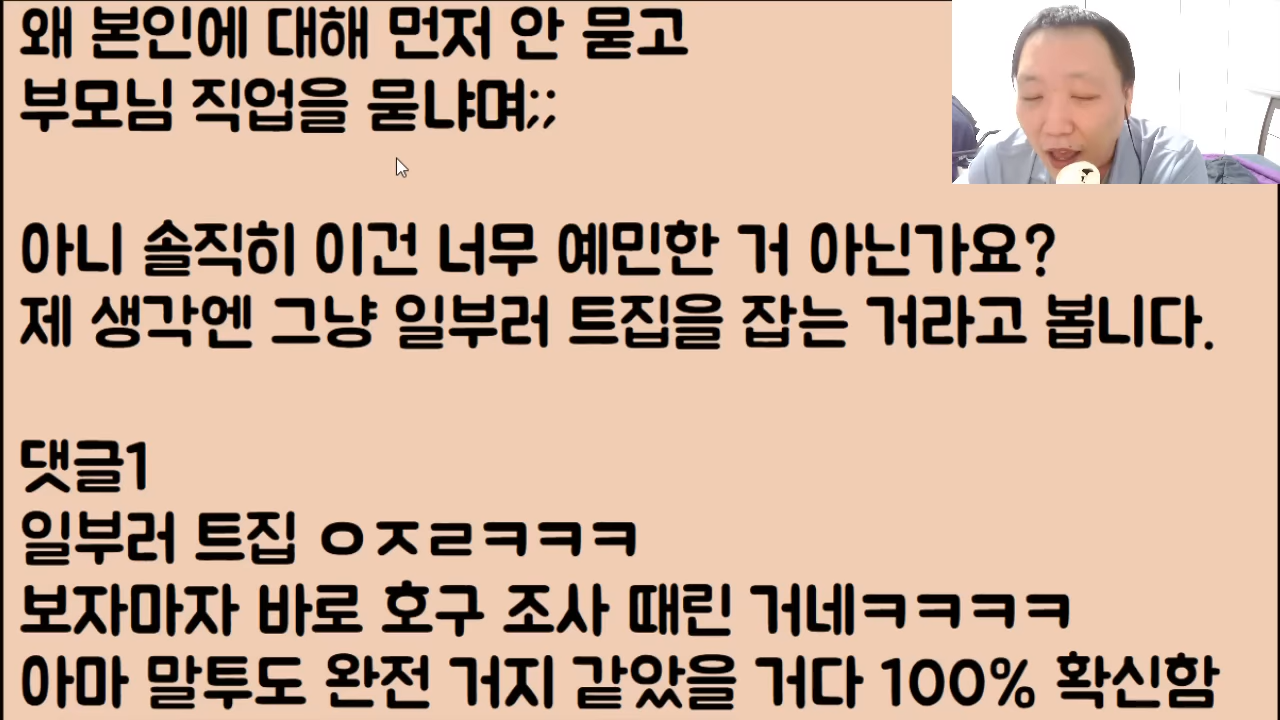 왜 본인에 대해 먼저 안 묻고
부모님 직업을 묻냐며;;
아니 솔직히 이건 너무 예민한 거 아닌가요?
제 생각엔 그냥 일부러 트집을 잡는 거라고 봅니다.
댓글1
일부러 트집 ㅇㅈㄹㅋㅋㅋ
보자마자 바로 호구 조사 때린 거네ㅋㅋㅋㅋ
아마 말투도 완전 거지 같았을 거다 100% 확신함